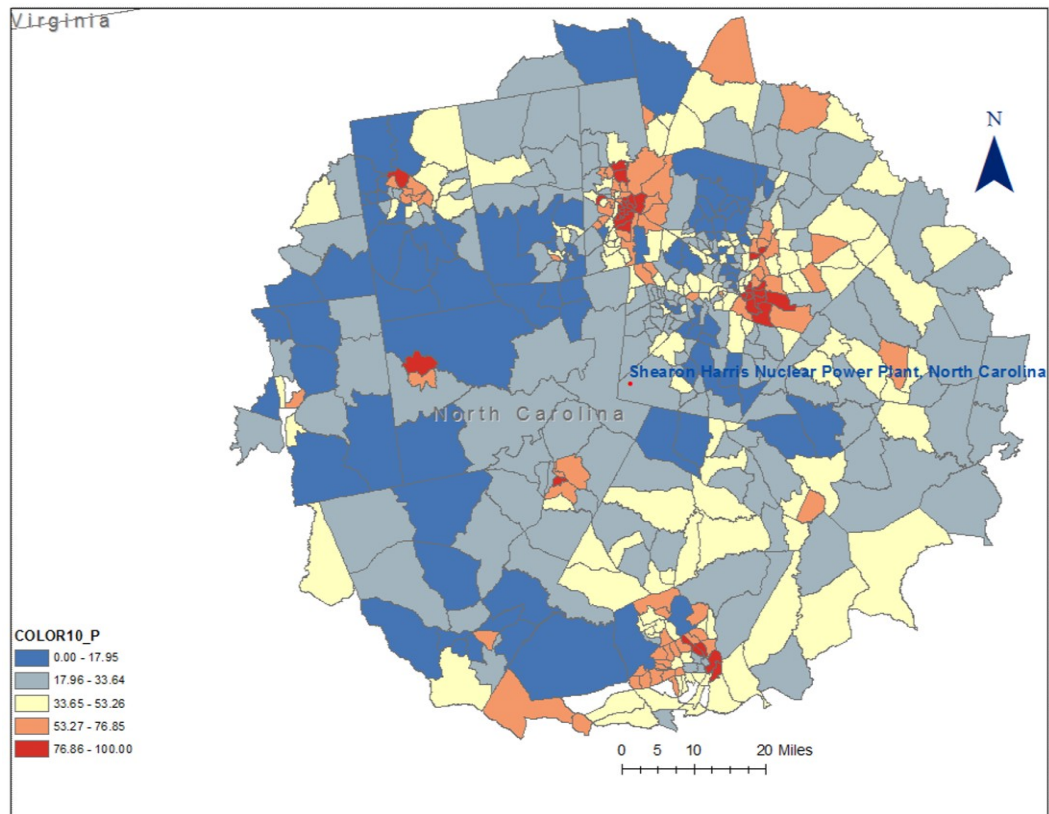 Virginia
N
Shearon Harris Nuclear Power Plant, North Carolina
North Carolina
COLOR10_P
0.00 - 17.95
17.96 - 33.64
33.65 - 53.26
53.27 - 76.85
76.86 - 100.00
0 5 10 20 Miles